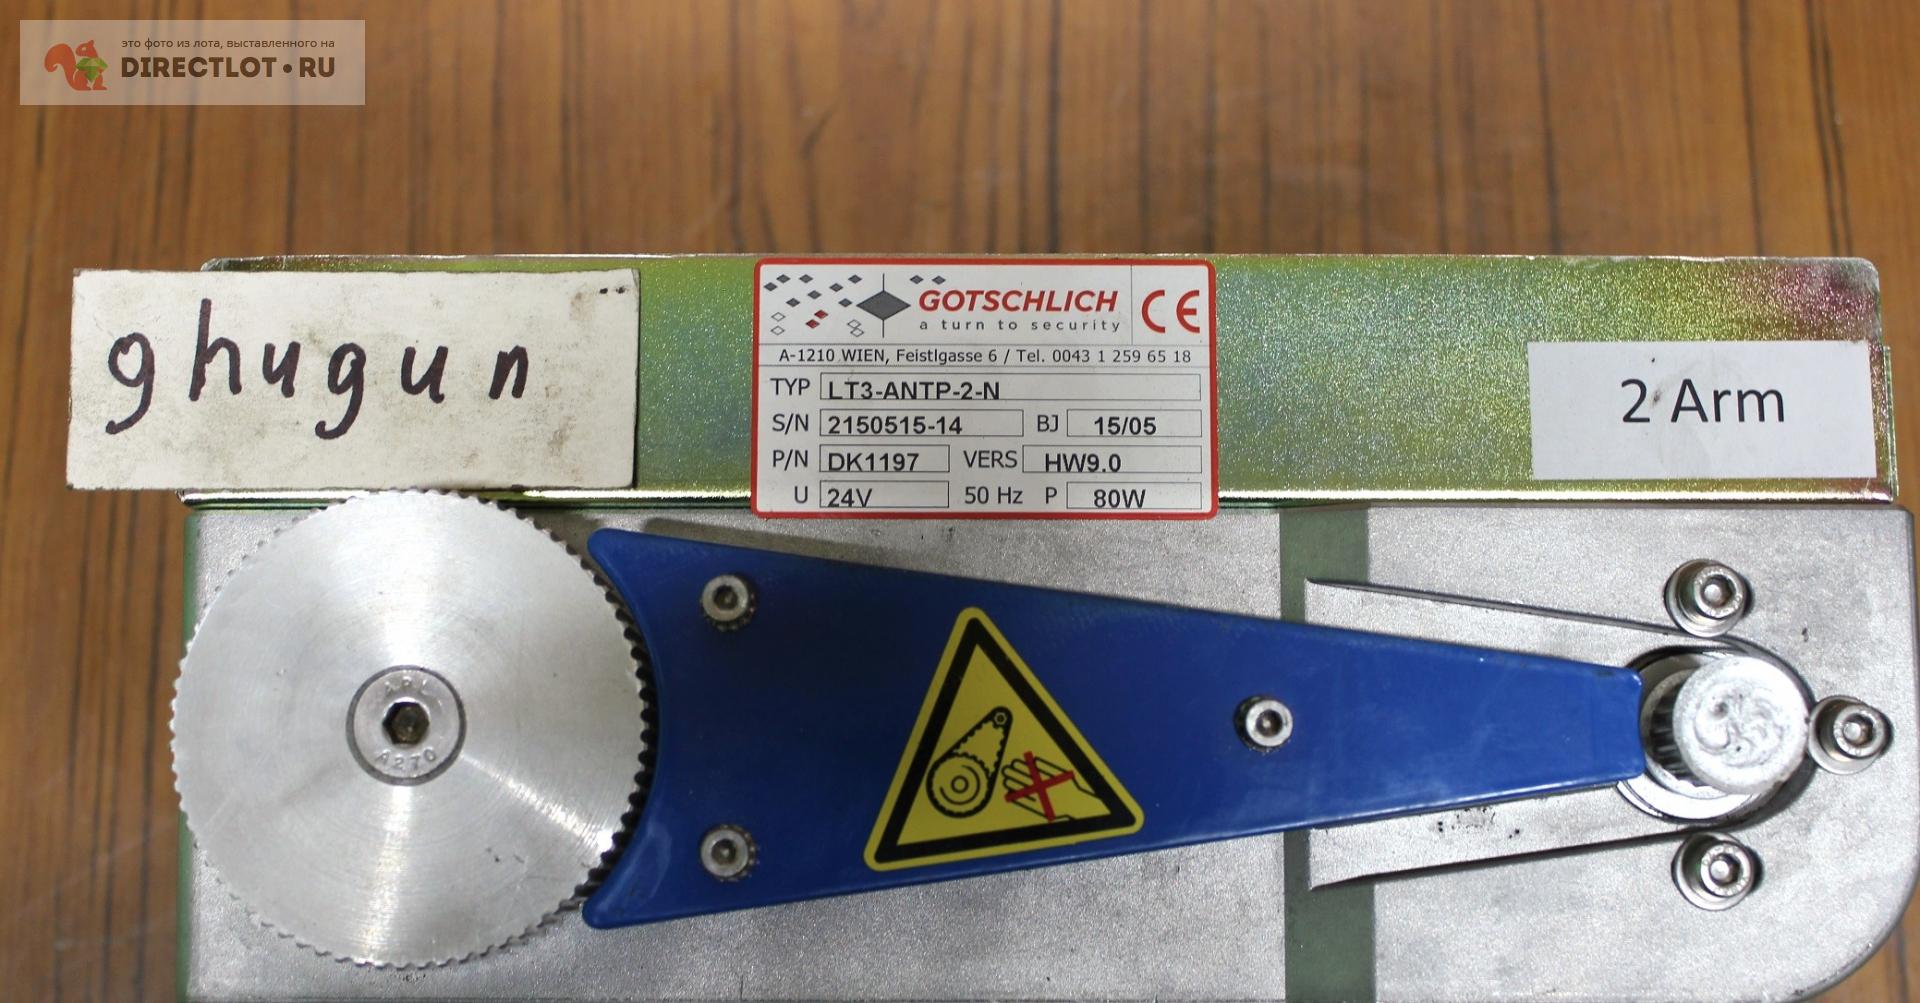 это фото из лота, выставленного на
DIRECTLOT•RU
ghugun
GOTSCHLICH
a turn to security
CE
A-1210 WIEN, Feistlgasse 6 / Tel. 0043 1 259 65 18
TYP LT3-ANTP-2-N
S/N 2150515-14 BJ 15/05
P/N DK1197 VERS HW9.0
U 24V 50 Hz P 80W
2 Arm
A270